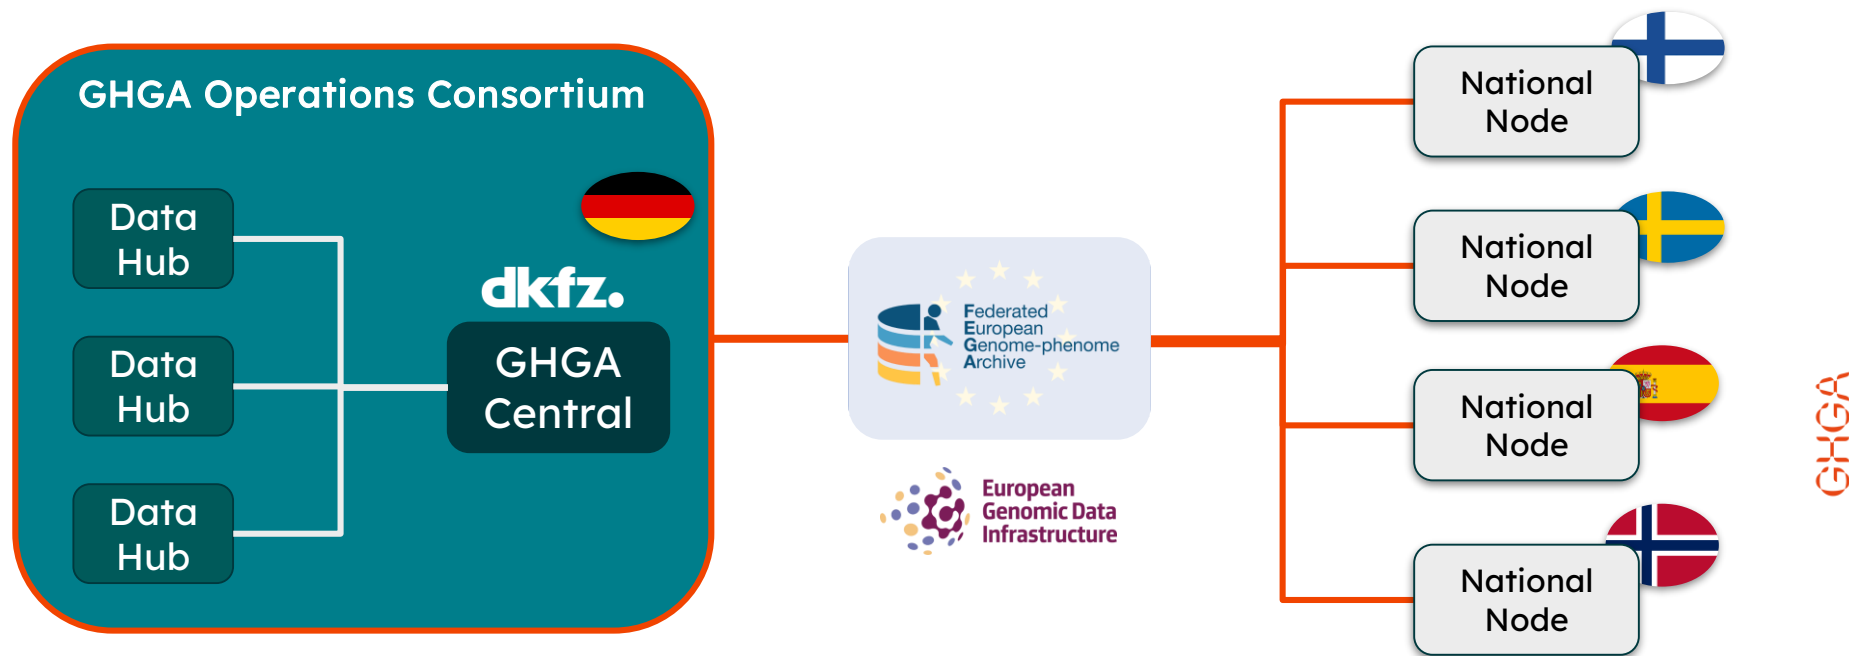 GHGA Operations Consortium
Data
Hub
Data
Hub
Data
Hub
dkfz.
GHGA
Central
Federated
European
Genome-phenome
Archive
European
Genomic Data
Infrastructure
National
Node
National
Node
National
Node
National
Node
GHGA